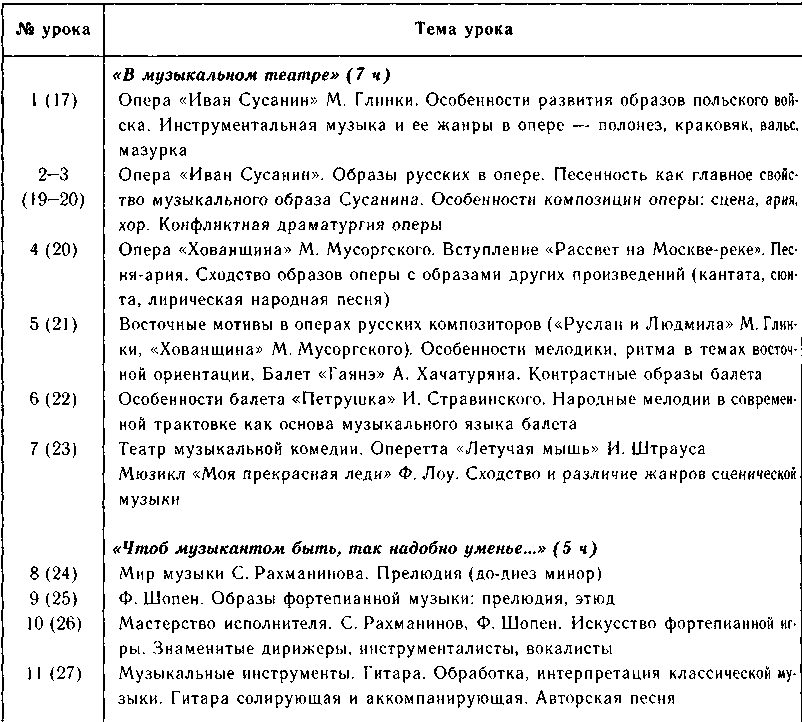 № урока Тема урока
«В музыкальном театре» (7 ч)
1 (17) Опера «Иван Сусанин» М. Глинки. Особенности развития образов польского вой-
ска. Инструментальная музыка и ее жанры в опере — полонез, краковяк, вальс,
мазурка
2—3 Опера «Иван Сусанин». Образы русских в опере. Песенность как главное свойс-
(19—20) тво музыкального образа Сусанина. Особенности композиции оперы: сцена, ария,
хор. Конфликтная драматургия оперы
4 (20) Опера «Хованщина» М. Мусоргского. Вступление «Рассвет на Москве-реке». Пес-
ня-ария. Сходство образов оперы с образами других произведений (кантата, сюи-
та, лирическая народная песня)
5 (21) Восточные мотивы в операх русских композиторов («Руслан и Людмила» М. Глин-
ки, «Хованщина» М. Мусоргского). Особенности мелодики, ритма в темах восточ-
ной ориентации. Балет «Гаянэ» А. Хачатуряна. Контрастные образы балета
6 (22) Особенности балета «Петрушка» И. Стравинского. Народные мелодии в современ-
ной трактовке как основа музыкального языка балета
7 (23) Театр музыкальной комедии. Оперетта «Летучая мышь» И. Штрауса
Мюзикл «Моя прекрасная леди» Ф. Лоу. Сходство и различие жанров сценической
музыки
«Чтоб музыкантом быть, так надобно уменье...» (5 ч)
8 (24) Мир музыки С. Рахманинова. Прелюдия (до-диез минор)
9 (25) Ф. Шопен. Образы фортепианной музыки: прелюдия, этюд
10 (26) Мастерство исполнителя. С. Рахманинов, Ф. Шопен. Искусство фортепианной иг-
ры. Знаменитые дирижеры, инструменталисты, вокалисты
11 (27) Музыкальные инструменты. Гитара. Обработка, интерпретация классической му-
зыки. Гитара солирующая и аккомпанирующая. Авторская песня